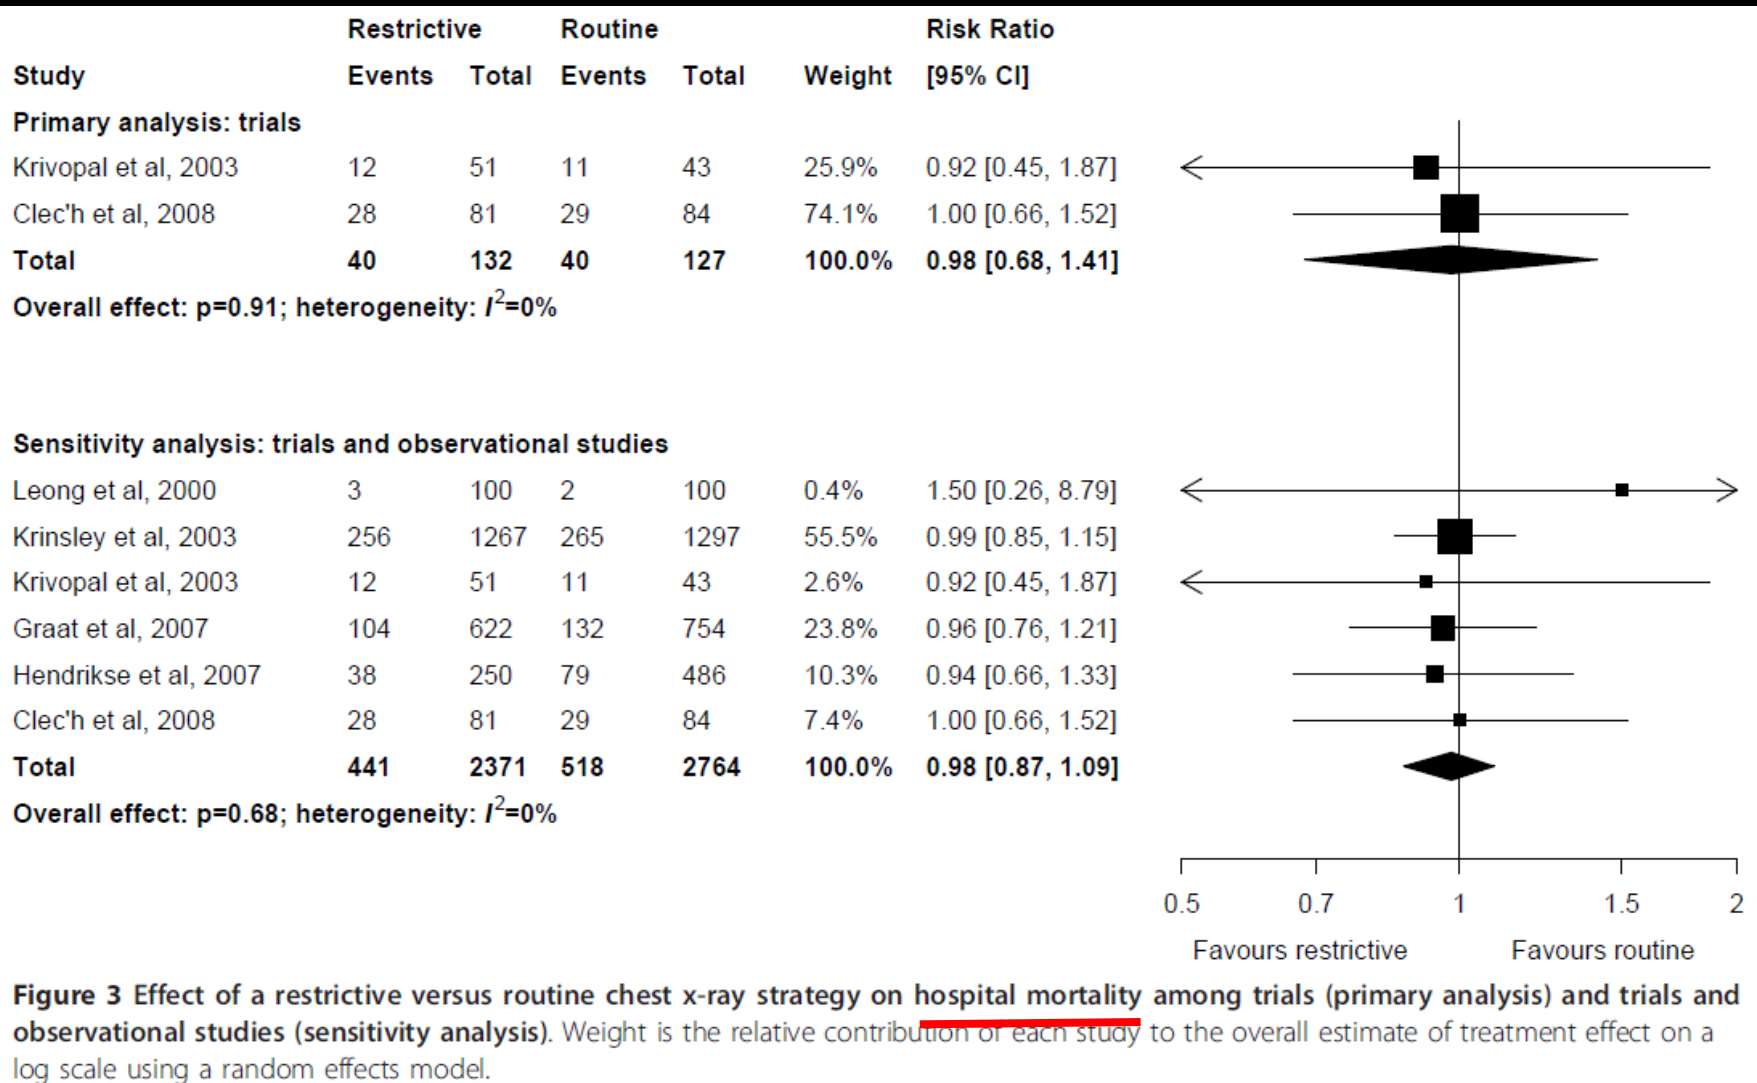 Restrictive Routine Risk Ratio
Study Events Total Events Total Weight [95% CI]
Primary analysis: trials
Krivopal et al, 2003 12 51 11 43 25.9% 0.92 [0.45, 1.87]
Clec'h et al, 2008 28 81 29 84 74.1% 1.00 [0.66, 1.52]
Total 40 132 40 127 100.0% 0.98 [0.68, 1.41]
Overall effect: p=0.91; heterogeneity: I²=0%
Sensitivity analysis: trials and observational studies
Leong et al, 2000 3 100 2 100 0.4% 1.50 [0.26, 8.79]
Krinsley et al, 2003 256 1267 265 1297 55.5% 0.99 [0.85, 1.15]
Krivopal et al, 2003 12 51 11 43 2.6% 0.92 [0.45, 1.87]
Graat et al, 2007 104 622 132 754 23.8% 0.96 [0.76, 1.21]
Hendrikse et al, 2007 38 250 79 486 10.3% 0.94 [0.66, 1.33]
Clec'h et al, 2008 28 81 29 84 7.4% 1.00 [0.66, 1.52]
Total 441 2371 518 2764 100.0% 0.98 [0.87, 1.09]
Overall effect: p=0.68; heterogeneity: I²=0%
0.5 0.7 1 1.5 2
Favours restrictive Favours routine
Figure 3 Effect of a restrictive versus routine chest x-ray strategy on hospital mortality among trials (primary analysis) and trials and
observational studies (sensitivity analysis). Weight is the relative contribution of each study to the overall estimate of treatment effect on a
log scale using a random effects model.